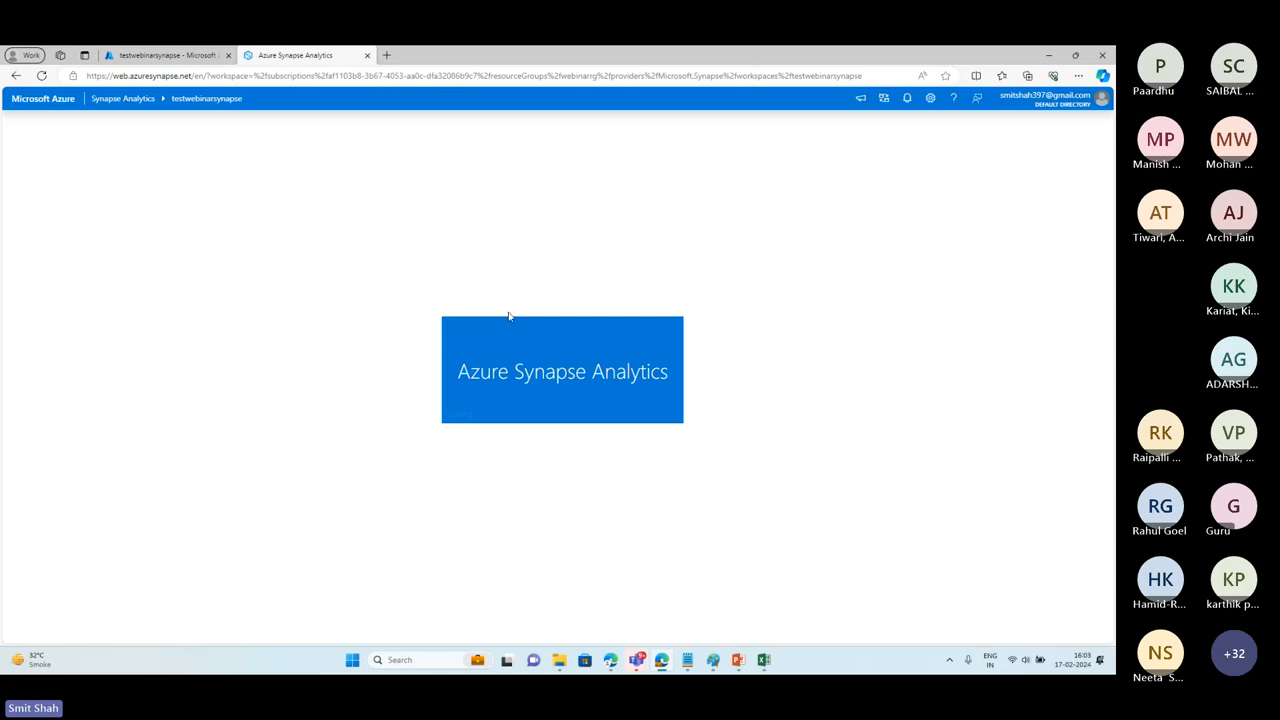 Work
testwebinarsynapse - Microsoft A
Azure Synapse Analytics
https://web.azuresynapse.net/en/?workspace=%2fsubscriptions%2faf1103b8-3b67-4053-aa0c-dfa32086b9c7%2fresourceGroups%2fwebinarrg%2fproviders%2fMicrosoft.Synapse%2fworkspaces%2ftestwebinarsynapse
Microsoft Azure
Synapse Analytics
testwebinarsynapse
smitshah397@gmail.com
DEFAULT DIRECTORY
Azure Synapse Analytics
32°C
Smoke
Search
9+
ENG
IN
16:03
17-02-2024
P
Paardhu
SC
SAIBAL ...
MP
Manish ...
MW
Mohan ...
AT
Tiwari, A...
AJ
Archi Jain
KK
Kariat, Ki...
AG
ADARSH...
RK
Raipalli ...
VP
Pathak, ...
RG
Rahul Goel
G
Guru
HK
Hamid-R...
KP
karthik p...
NS
Neeta S...
+32
Smit Shah